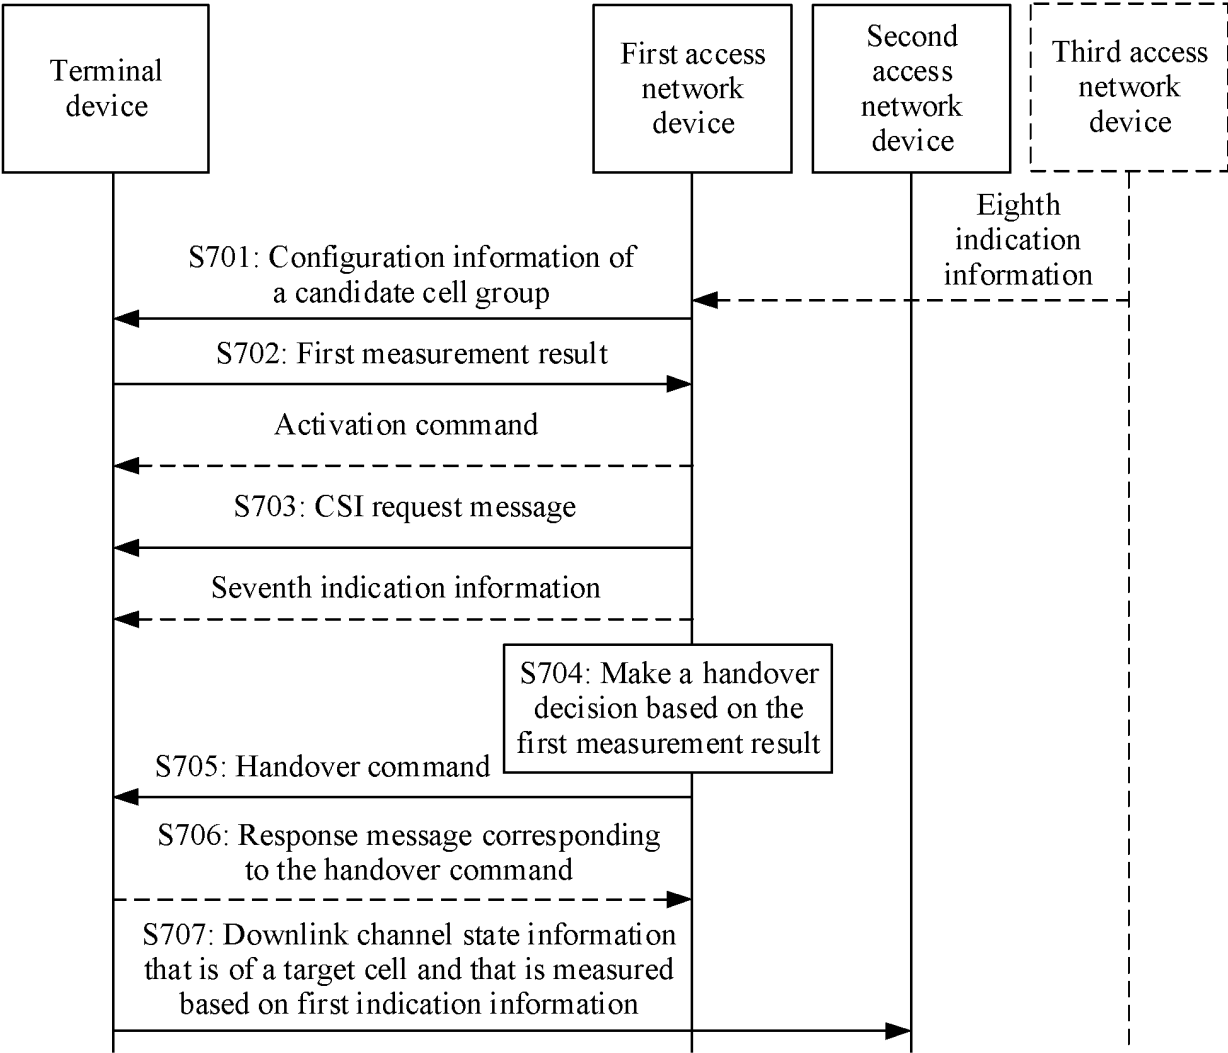 Terminal
device
First access
network
device
Second
access
network
device
Third access
network
device
Eighth
indication
information
S701: Configuration information of
a candidate cell group
S702: First measurement result
Activation command
S703: CSI request message
Seventh indication information
S704: Make a handover
decision based on the
first measurement result
S705: Handover command
S706: Response message corresponding
to the handover command
S707: Downlink channel state information
that is of a target cell and that is measured
based on first indication information